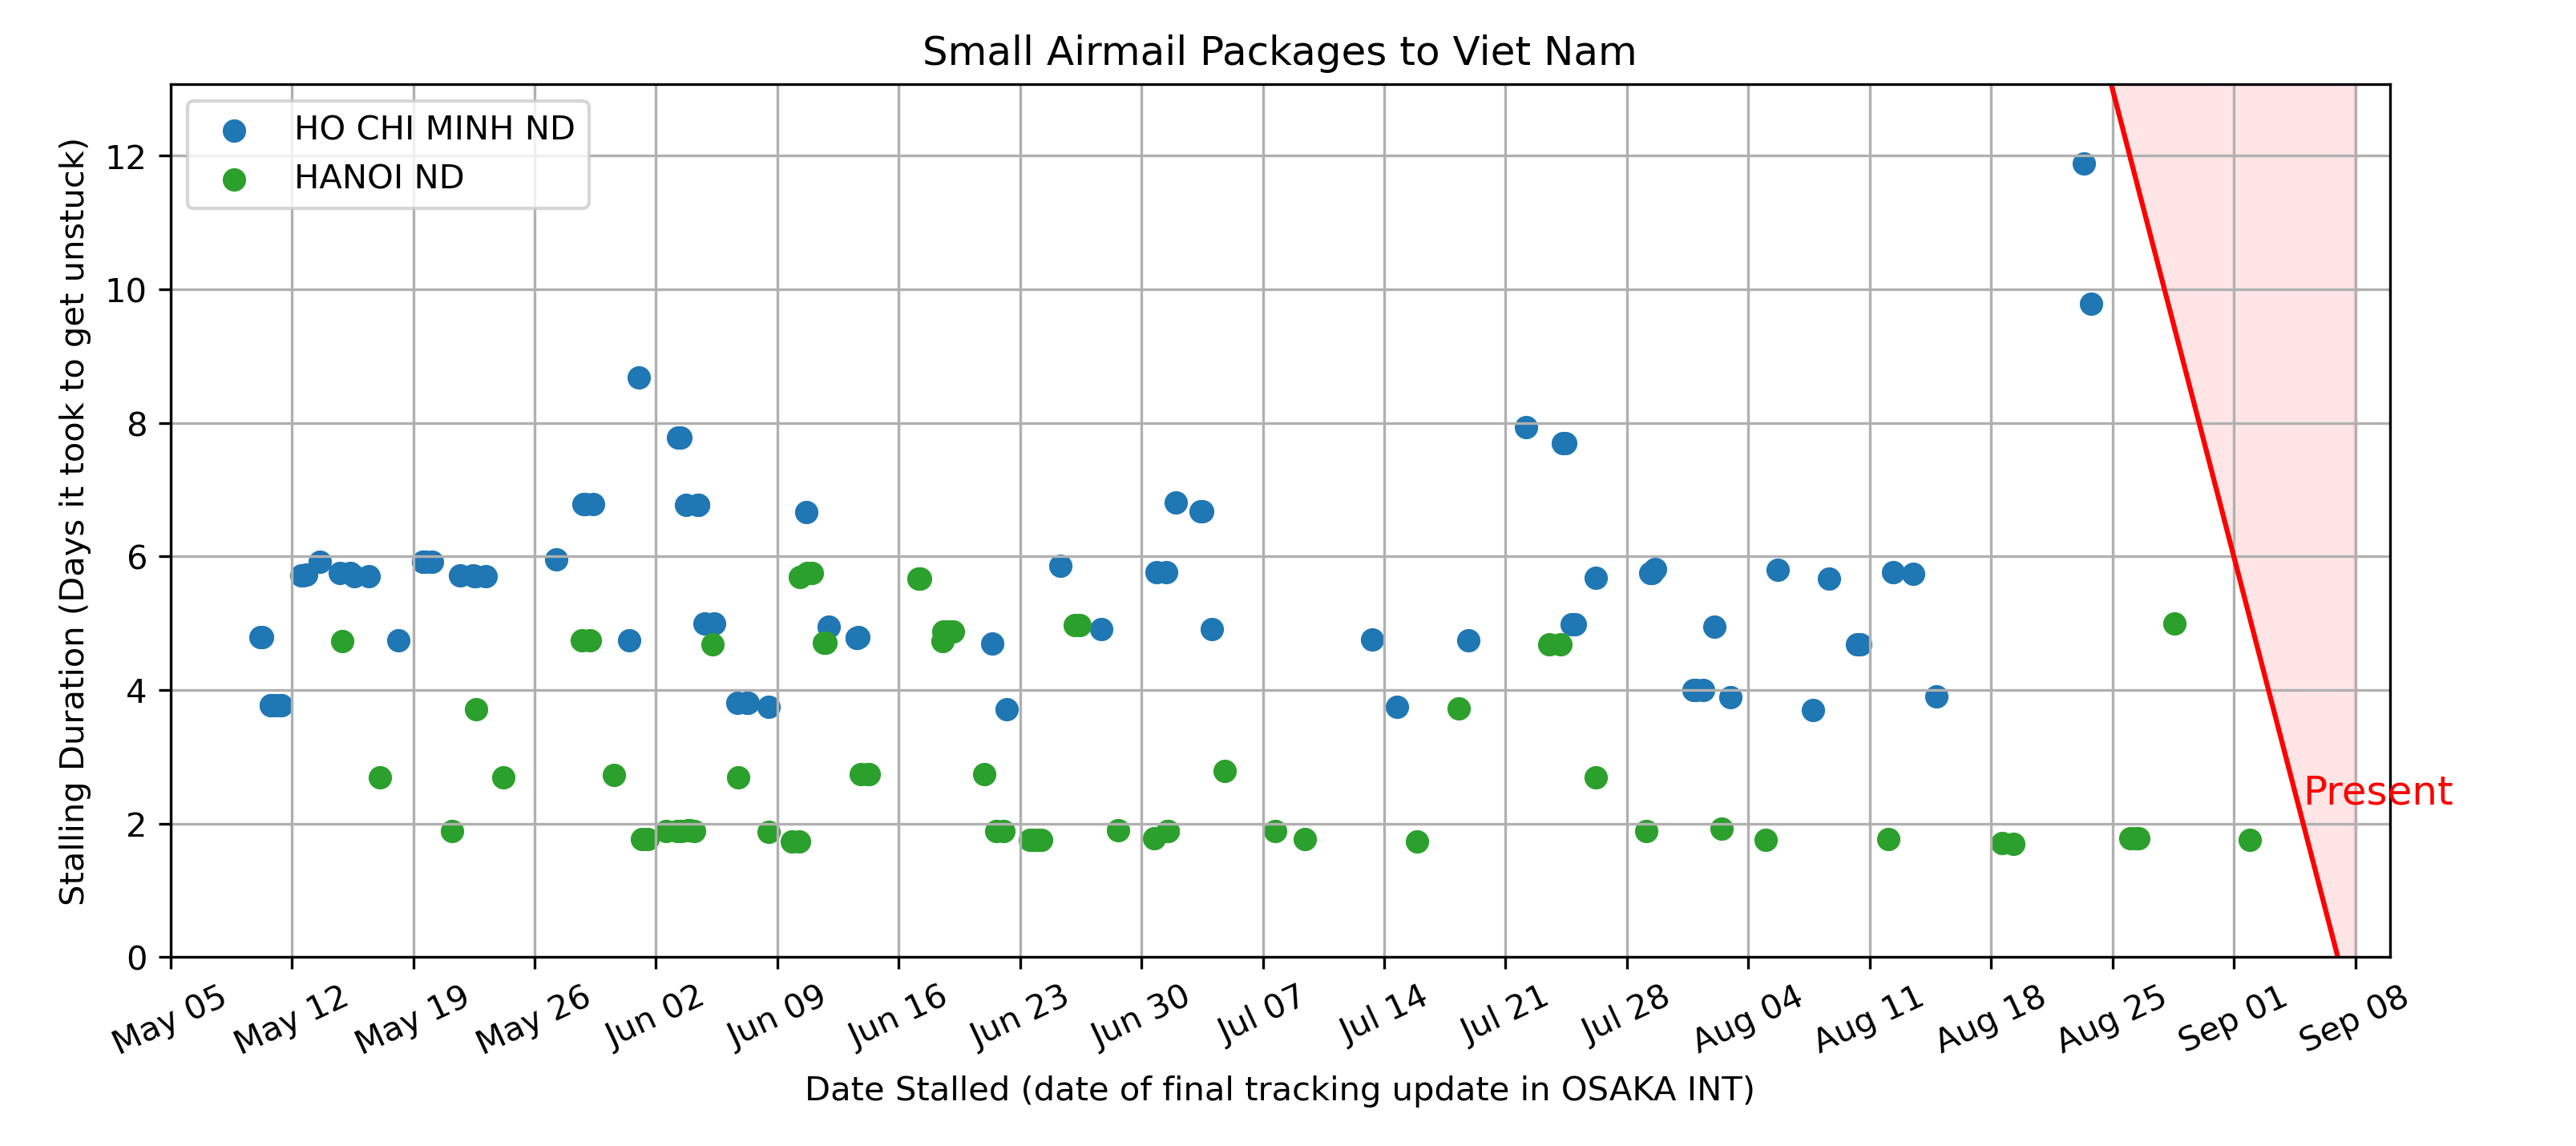 Small Airmail Packages to Viet Nam
HO CHI MINH ND
HANOI ND
Stalling Duration (Days it took to get unstuck)
12
10
8
6
4
2
0
Present
May 05
May 12
May 19
May 26
Jun 02
Jun 09
Jun 16
Jun 23
Jun 30
Jul 07
Jul 14
Jul 21
Jul 28
Aug 04
Aug 11
Aug 18
Aug 25
Sep 01
Sep 08
Date Stalled (date of final tracking update in OSAKA INT)